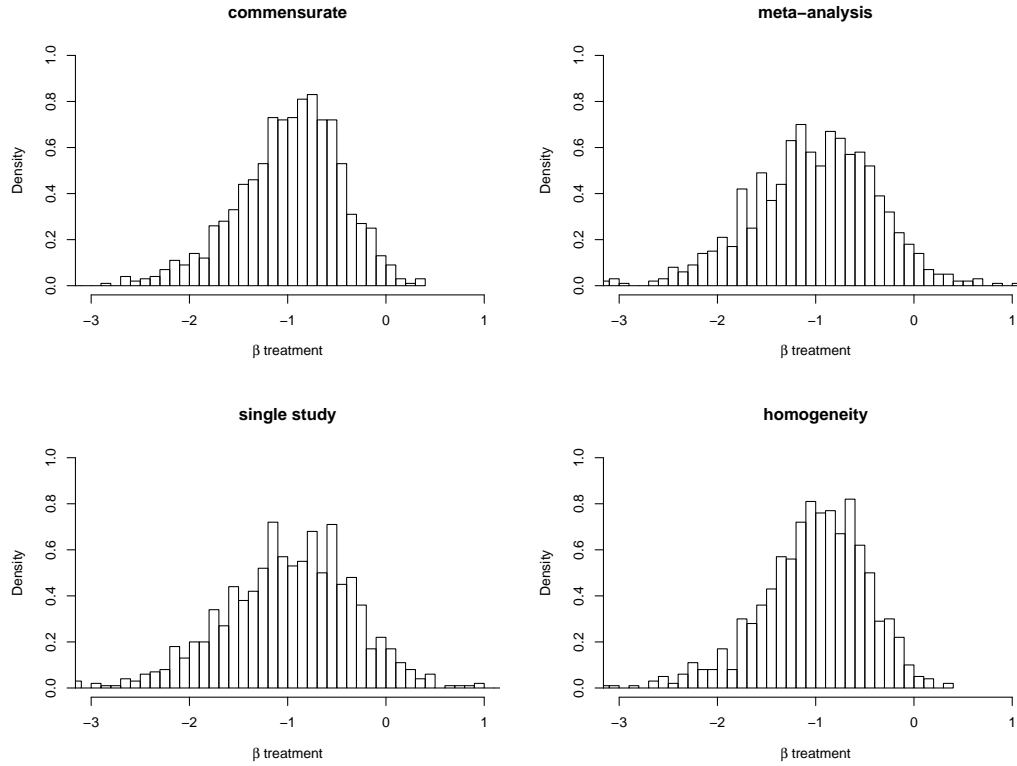 commensurate
Density
0.0 0.2 0.4 0.6 0.8 1.0
−3 −2 −1 0 1
β treatment
meta−analysis
Density
0.0 0.2 0.4 0.6 0.8 1.0
−3 −2 −1 0 1
β treatment
single study
Density
0.0 0.2 0.4 0.6 0.8 1.0
−3 −2 −1 0 1
β treatment
homogeneity
Density
0.0 0.2 0.4 0.6 0.8 1.0
−3 −2 −1 0 1
β treatment